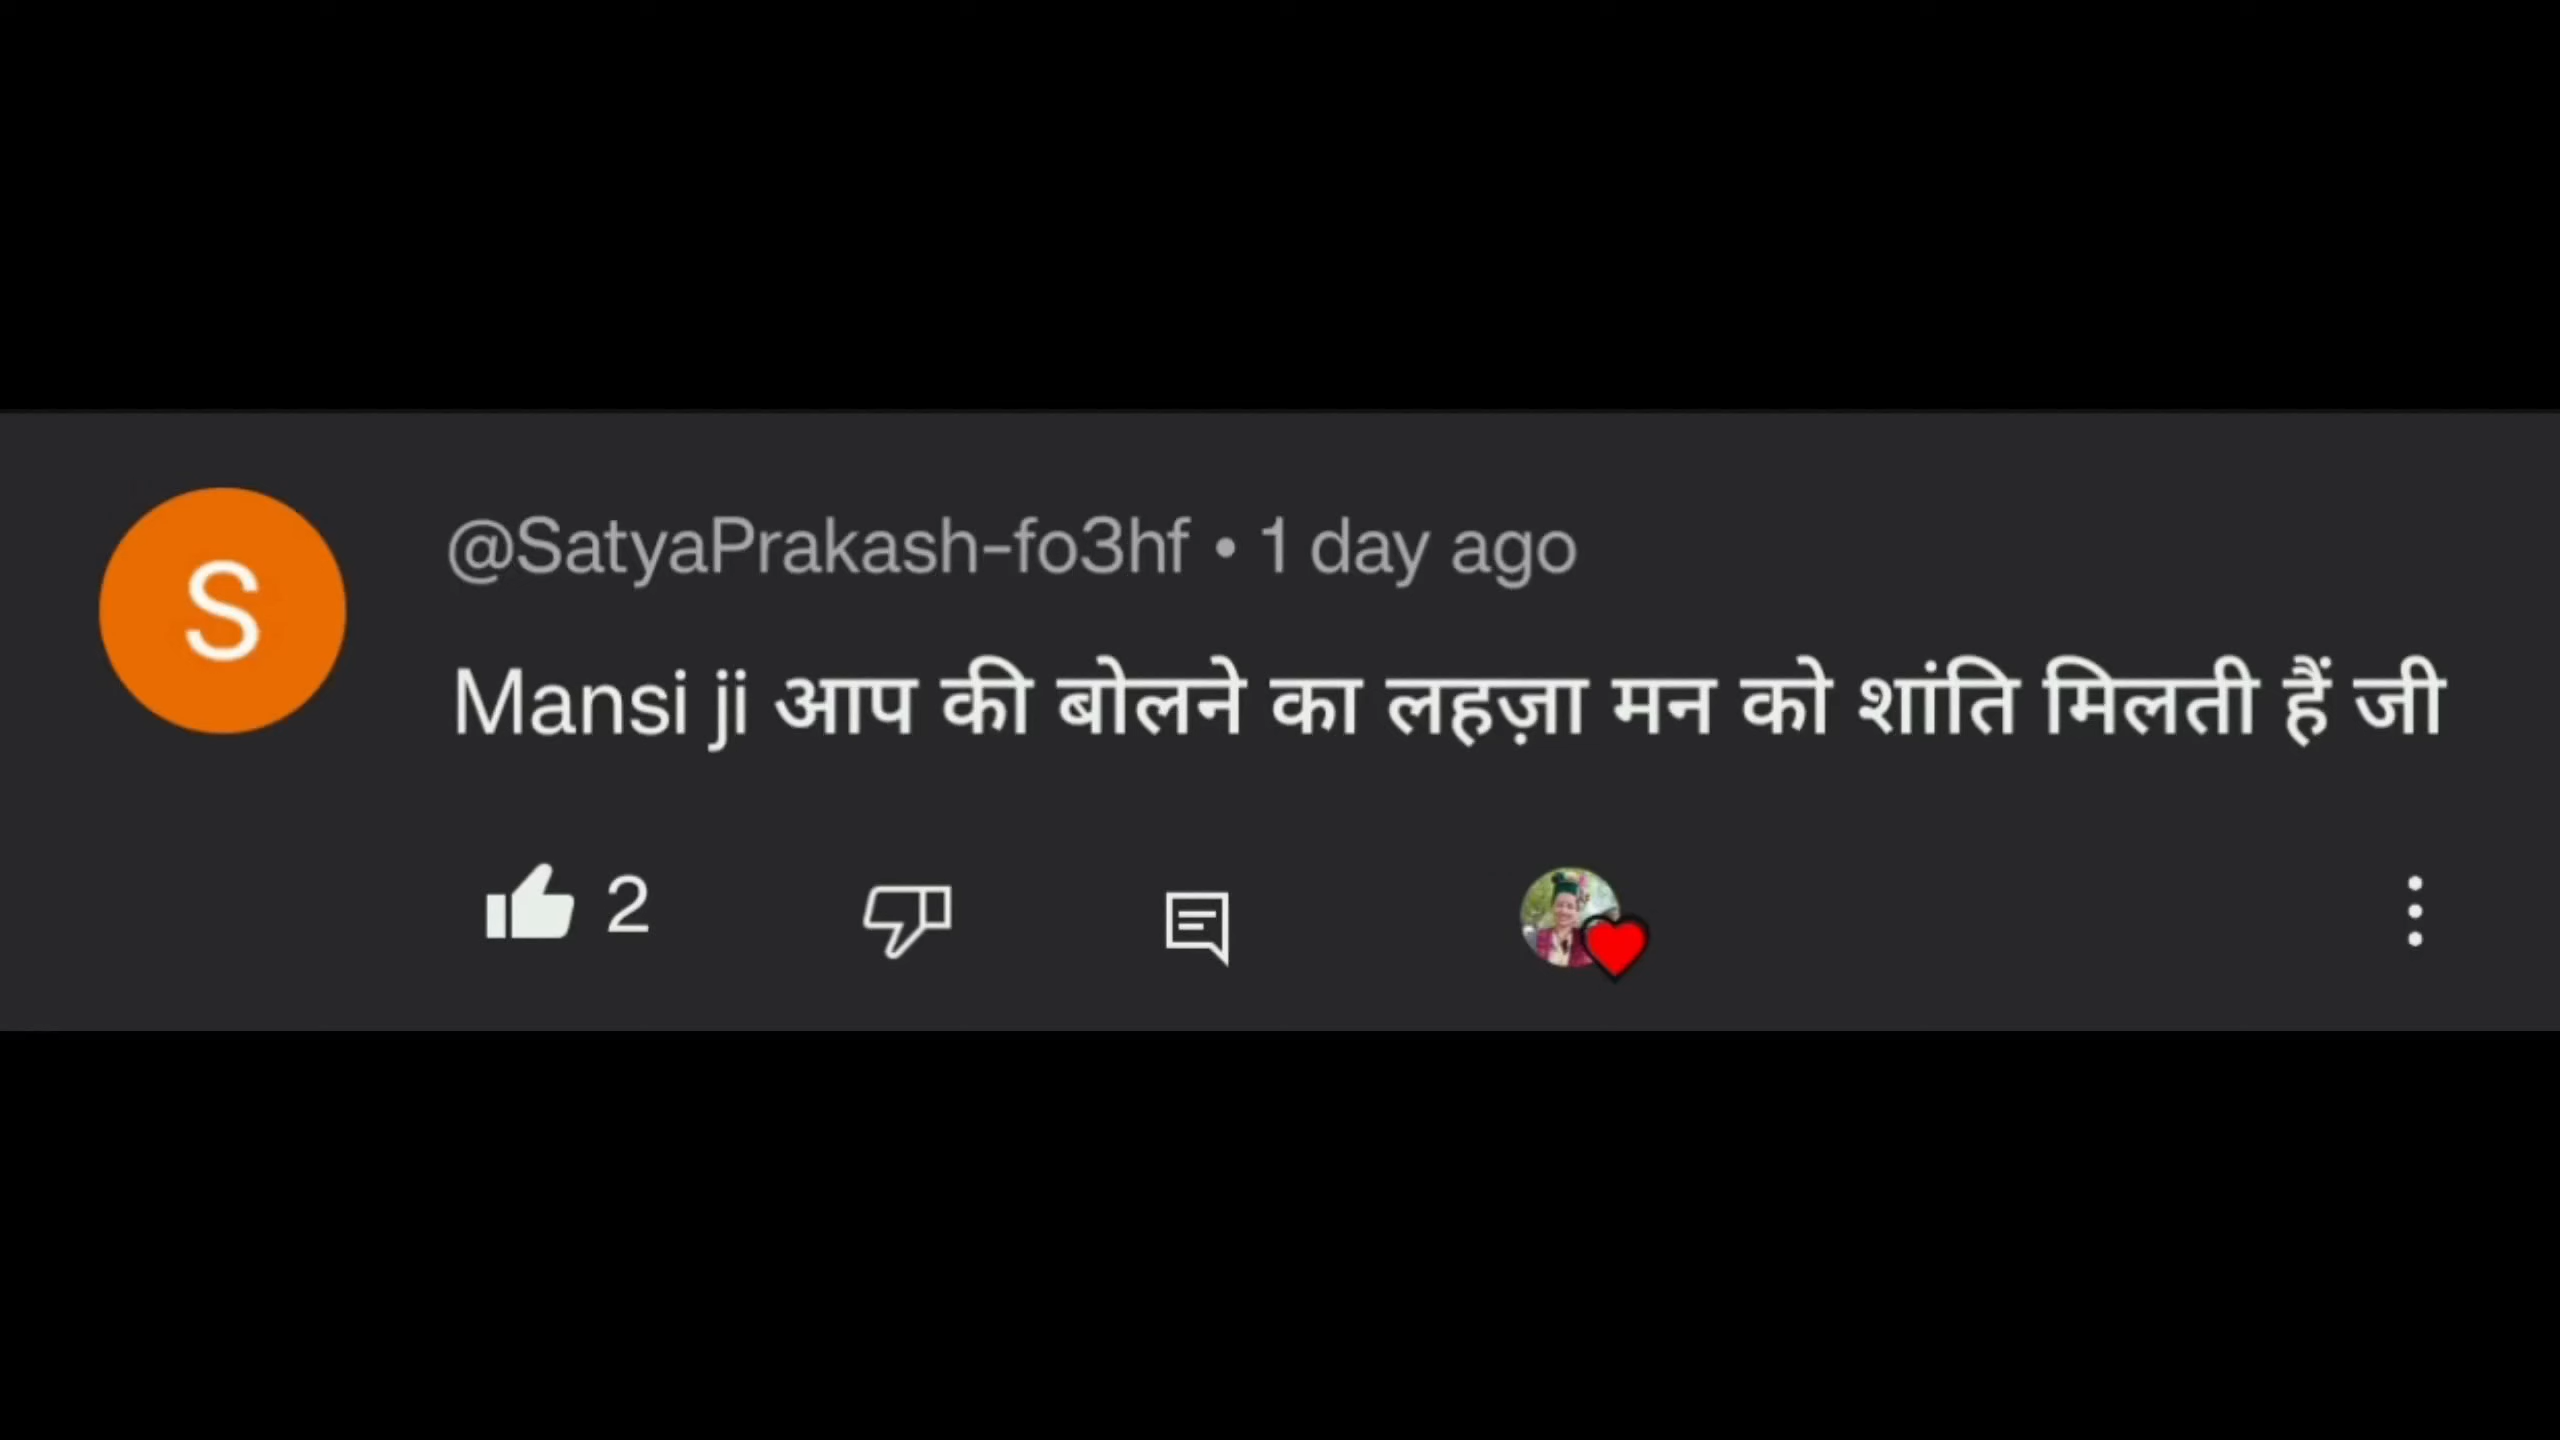 S
@SatyaPrakash-fo3hf • 1 day ago
Mansi ji आप की बोलने का लहज़ा मन को शांति मिलती हैं जी
2